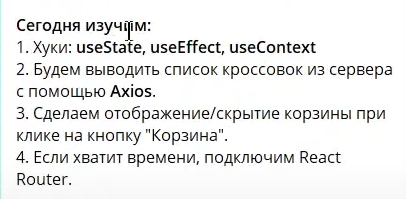 Сегодня изучим:
1. Хуки: useState, useEffect, useContext
2. Будем выводить список кроссовок из сервера
с помощью Axios.
3. Сделаем отображение/скрытие корзины при
клике на кнопку "Корзина".
4. Если хватит времени, подключим React
Router.